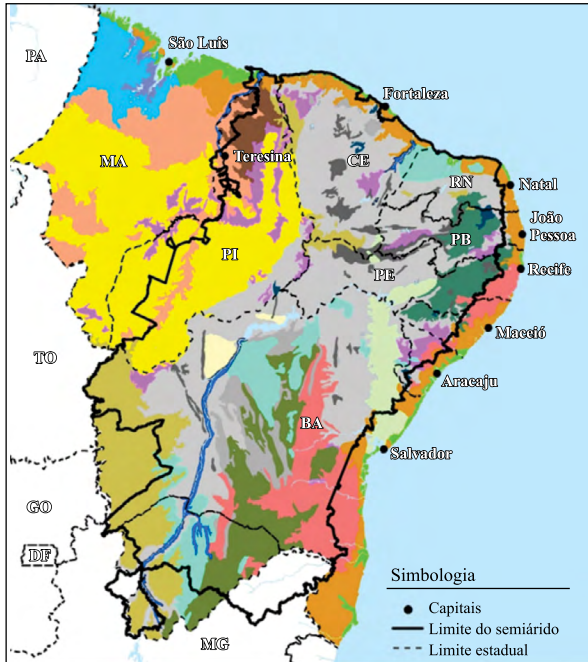 PA
São Luis
Fortaleza
MA
Teresina
CE
RN
Natal
João
Pessoa
PB
PI
PE
Recife
Maceió
TO
Aracaju
BA
Salvador
GO
DF
MG
Simbologia
Capitais
Limite do semiárido
Limite estadual